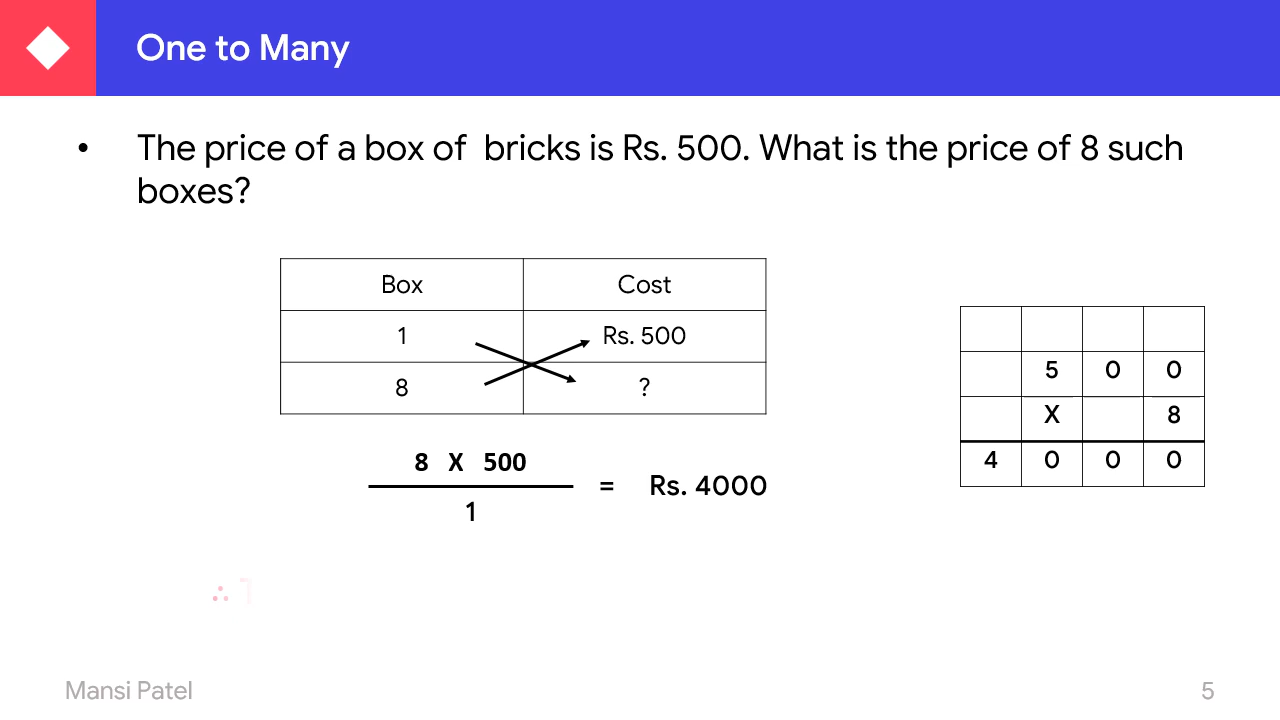 One to Many
• The price of a box of bricks is Rs. 500. What is the price of 8 such
boxes?
Box Cost
1 Rs. 500
8 ?
5 0 0
X 8
4 0 0 0
8 X 500
1
= Rs. 4000
∴ T
Mansi Patel
5